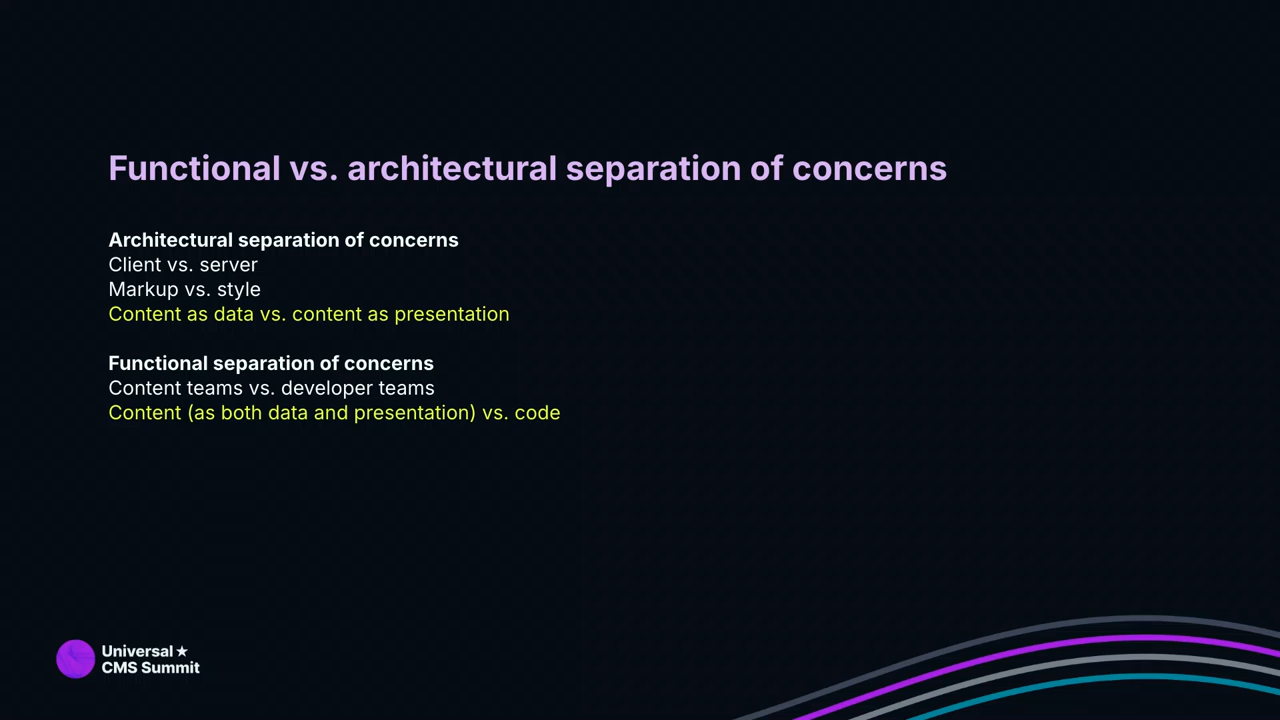 Functional vs. architectural separation of concerns
Architectural separation of concerns
Client vs. server
Markup vs. style
Content as data vs. content as presentation
Functional separation of concerns
Content teams vs. developer teams
Content (as both data and presentation) vs. code
Universal ★
CMS Summit